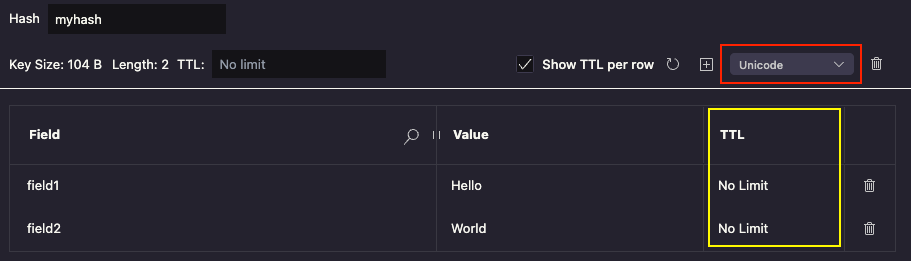 Hash myhash
Key Size: 104 B Length: 2 TTL: No limit Show TTL per row Unicode
Field Value TTL
field1 Hello No Limit
field2 World No Limit